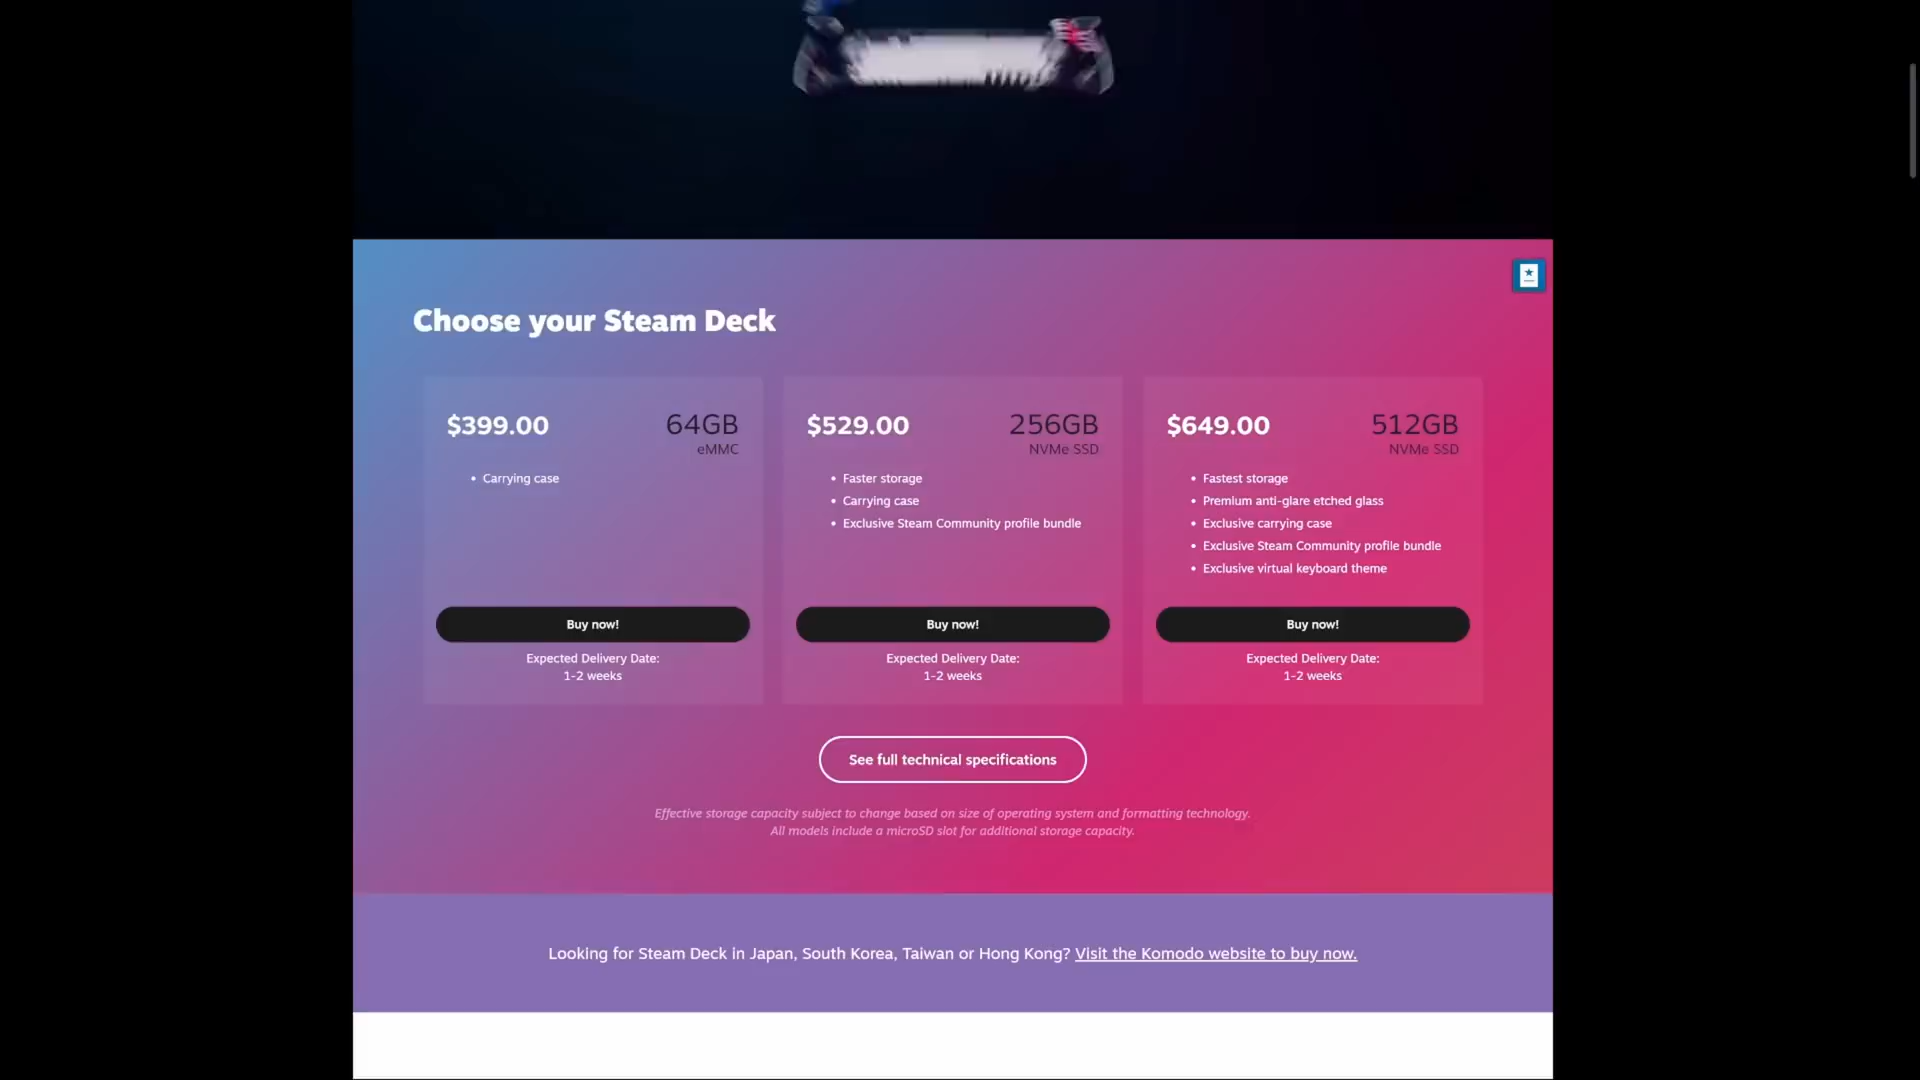 Choose your Steam Deck
$399.00 64GB
eMMC
• Carrying case
Buy now!
Expected Delivery Date:
1-2 weeks
$529.00 256GB
NVMe SSD
• Faster storage
• Carrying case
• Exclusive Steam Community profile bundle
Buy now!
Expected Delivery Date:
1-2 weeks
$649.00 512GB
NVMe SSD
• Fastest storage
• Premium anti-glare etched glass
• Exclusive carrying case
• Exclusive Steam Community profile bundle
• Exclusive virtual keyboard theme
Buy now!
Expected Delivery Date:
1-2 weeks
See full technical specifications
Effective storage capacity subject to change based on size of operating system and formatting technology.
All models include a microSD slot for additional storage capacity.
Looking for Steam Deck in Japan, South Korea, Taiwan or Hong Kong? Visit the Komodo website to buy now.